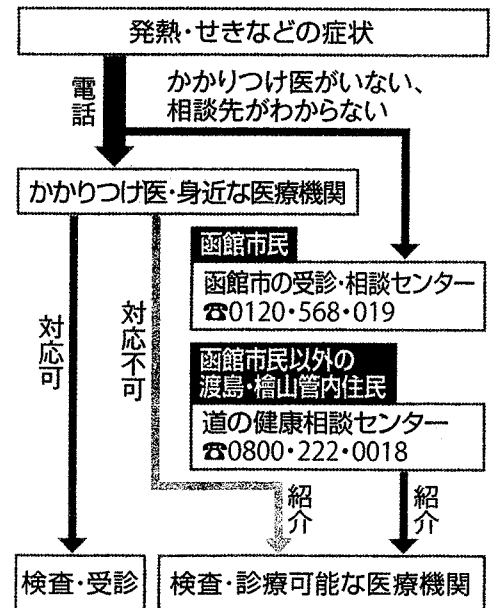 発熱・せきなどの症状
電話
かかりつけ医がいない、
相談先がわからない
かかりつけ医・身近な医療機関
函館市民
函館市の受診・相談センター
☎0120・568・019
対応可
対応不可
函館市民以外の
渡島・檜山管内住民
道の健康相談センター
☎0800・222・0018
紹介
紹介
検査・受診
検査・診療可能な医療機関